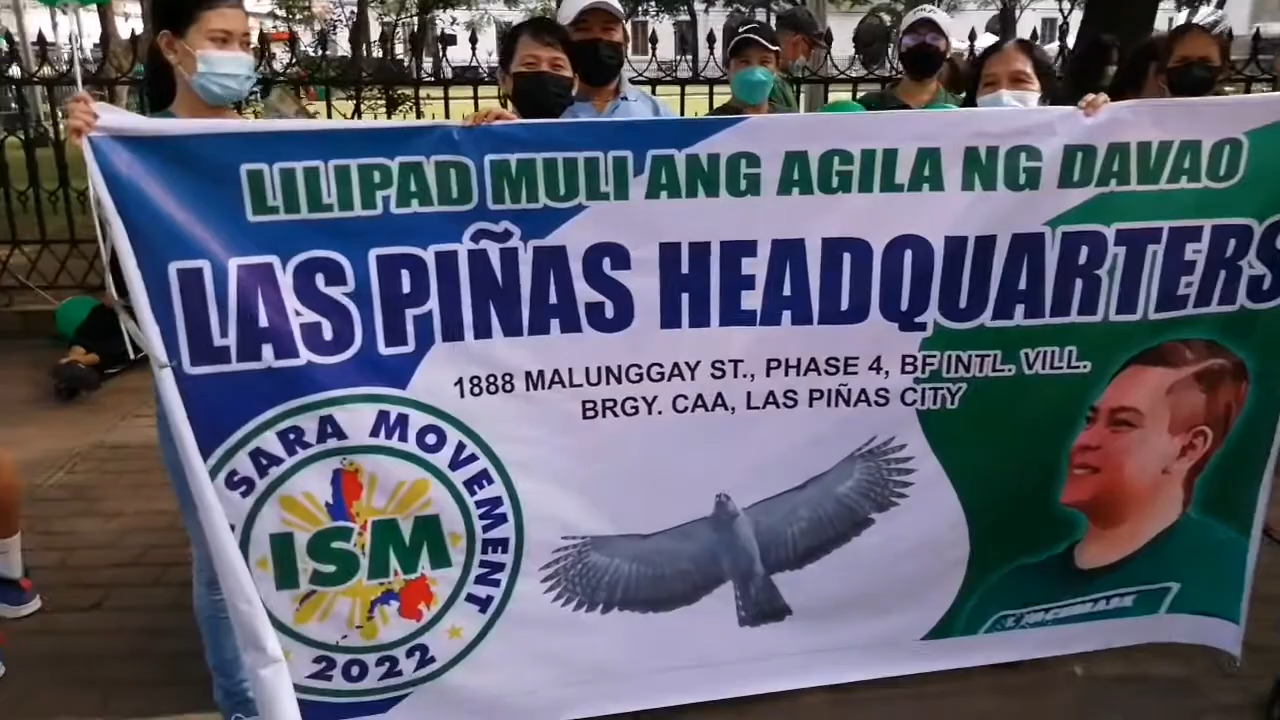 LILIPAD MULI ANG AGILA NG DAVAO
LAS PIÑAS HEADQUARTERS
1888 MALUNGGAY ST., PHASE 4, BF INTL. VILL.
BRGY. CAA, LAS PIÑAS CITY
SARA MOVEMENT
ISM
2022